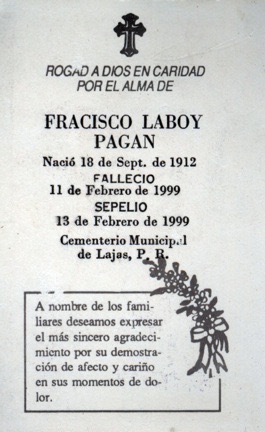 ROGAD A DIOS EN CARIDAD
POR EL ALMA DE
FRACISCO LABOY
PAGAN
Nació 18 de Sept. de 1912
FALLECIO
11 de Febrero de 1999
SEPELIO
13 de Febrero de 1999
Cementerio Municipal
de Lajas, P. R.
A nombre de los fami-
liares deseamos expresar
el más sincero agradeci-
miento por su demostra-
ción de afecto y cariño
en sus momentos de do-
lor.